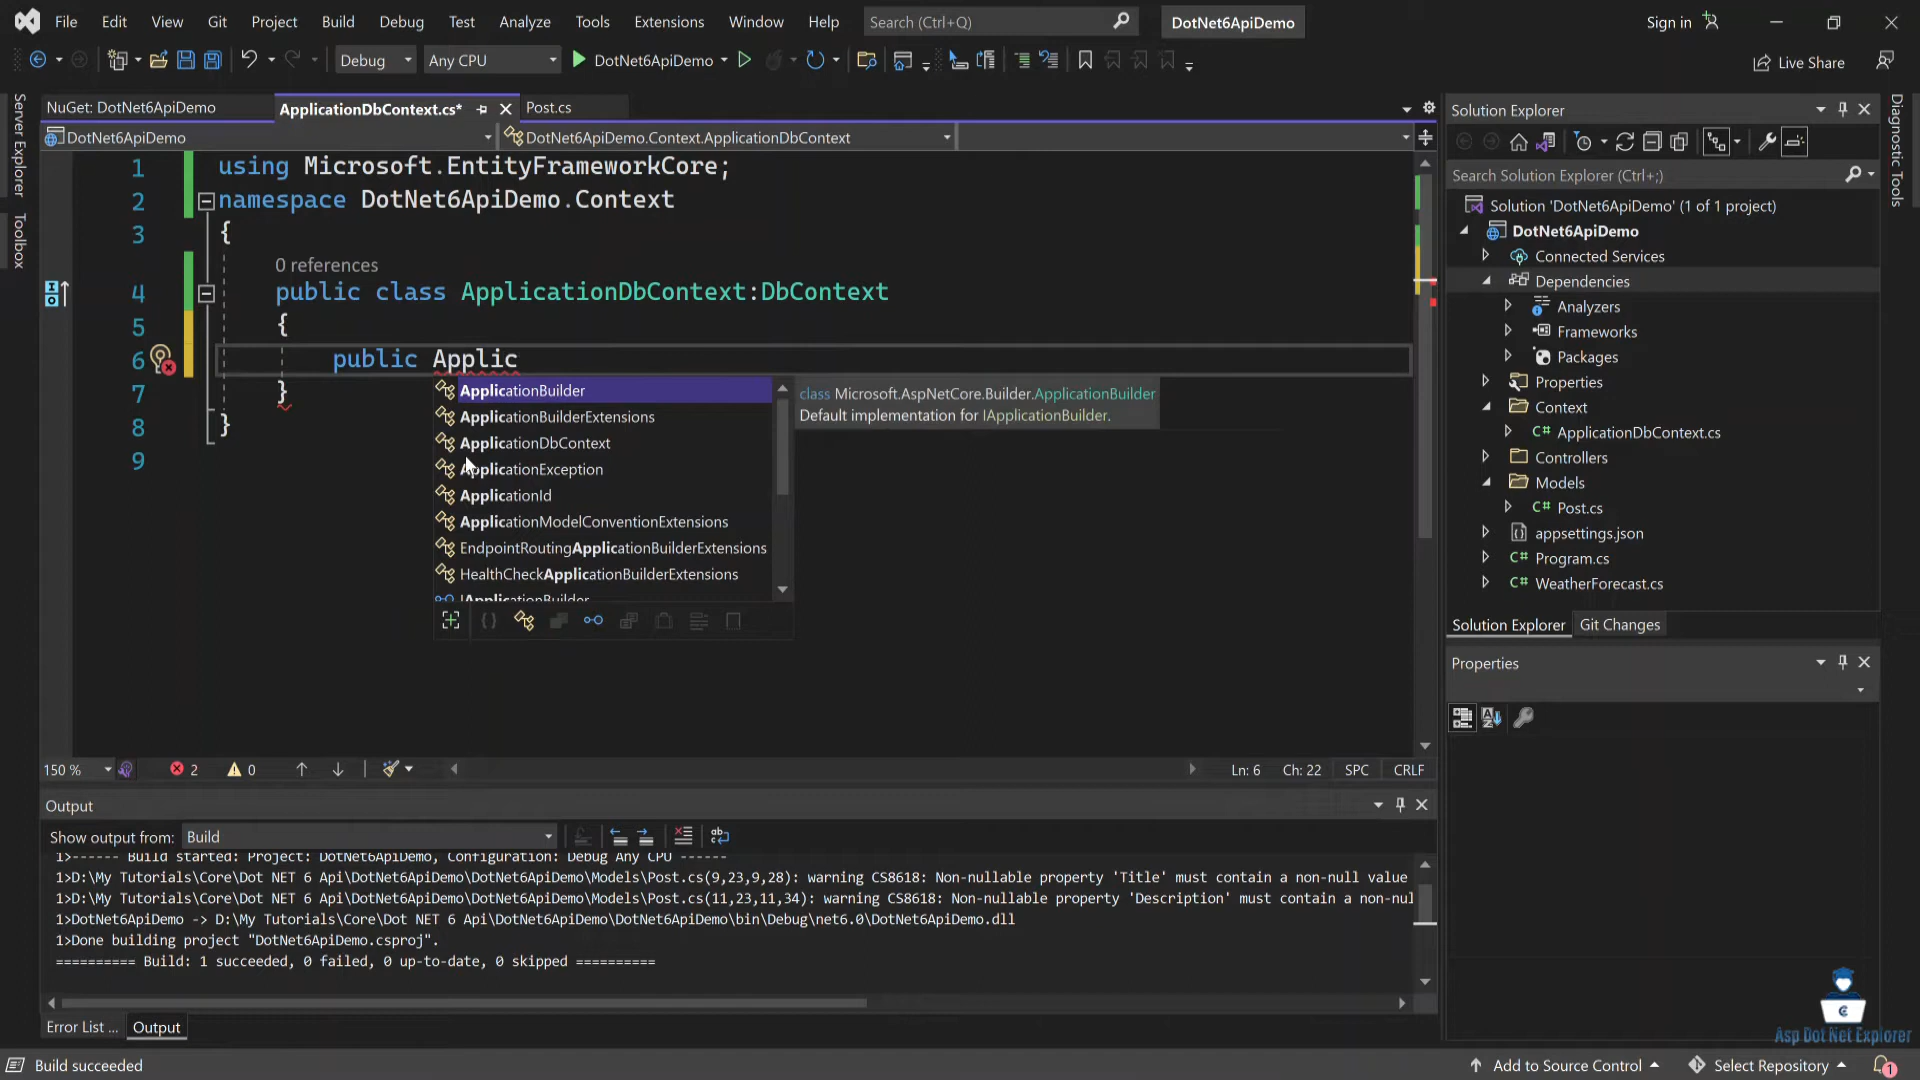 File Edit View Git Project Build Debug Test Analyze Tools Extensions Window Help Search (Ctrl+Q) DotNet6ApiDemo Sign in
Debug Any CPU DotNet6ApiDemo Live Share
Server Explorer
Toolbox
NuGet: DotNet6ApiDemo ApplicationDbContext.cs* Post.cs
DotNet6ApiDemo DotNet6ApiDemo.Context.ApplicationDbContext
1 using Microsoft.EntityFrameworkCore;
2 namespace DotNet6ApiDemo.Context
3 {
0 references
4 public class ApplicationDbContext:DbContext
5 {
6 public Applic
7 }
8 }
9
ApplicationBuilder
ApplicationBuilderExtensions
ApplicationDbContext
ApplicationException
ApplicationId
ApplicationModelConventionExtensions
EndpointRoutingApplicationBuilderExtensions
HealthCheckApplicationBuilderExtensions
IApplicationBuilder
class Microsoft.AspNetCore.Builder.ApplicationBuilder
Default implementation for IApplicationBuilder.
150 % 2 0 Ln: 6 Ch: 22 SPC CRLF
Output
Show output from: Build
1>------ Build started: Project: DotNet6ApiDemo, Configuration: Debug Any CPU ------
1>D:\My Tutorials\Core\Dot NET 6 Api\DotNet6ApiDemo\DotNet6ApiDemo\Models\Post.cs(9,23,9,28): warning CS8618: Non-nullable property 'Title' must contain a non-null value
1>D:\My Tutorials\Core\Dot NET 6 Api\DotNet6ApiDemo\DotNet6ApiDemo\Models\Post.cs(11,23,11,34): warning CS8618: Non-nullable property 'Description' must contain a non-nul
1>DotNet6ApiDemo -> D:\My Tutorials\Core\Dot NET 6 Api\DotNet6ApiDemo\DotNet6ApiDemo\bin\Debug\net6.0\DotNet6ApiDemo.dll
1>Done building project "DotNet6ApiDemo.csproj".
========== Build: 1 succeeded, 0 failed, 0 up-to-date, 0 skipped ==========
Error List ... Output
Build succeeded
Solution Explorer
Search Solution Explorer (Ctrl+;)
Solution 'DotNet6ApiDemo' (1 of 1 project)
DotNet6ApiDemo
Connected Services
Dependencies
Analyzers
Frameworks
Packages
Properties
Context
C# ApplicationDbContext.cs
Controllers
Models
C# Post.cs
appsettings.json
C# Program.cs
C# WeatherForecast.cs
Solution Explorer Git Changes
Properties
Diagnostic Tools
Asp Dot Net Explorer
Add to Source Control Select Repository 1